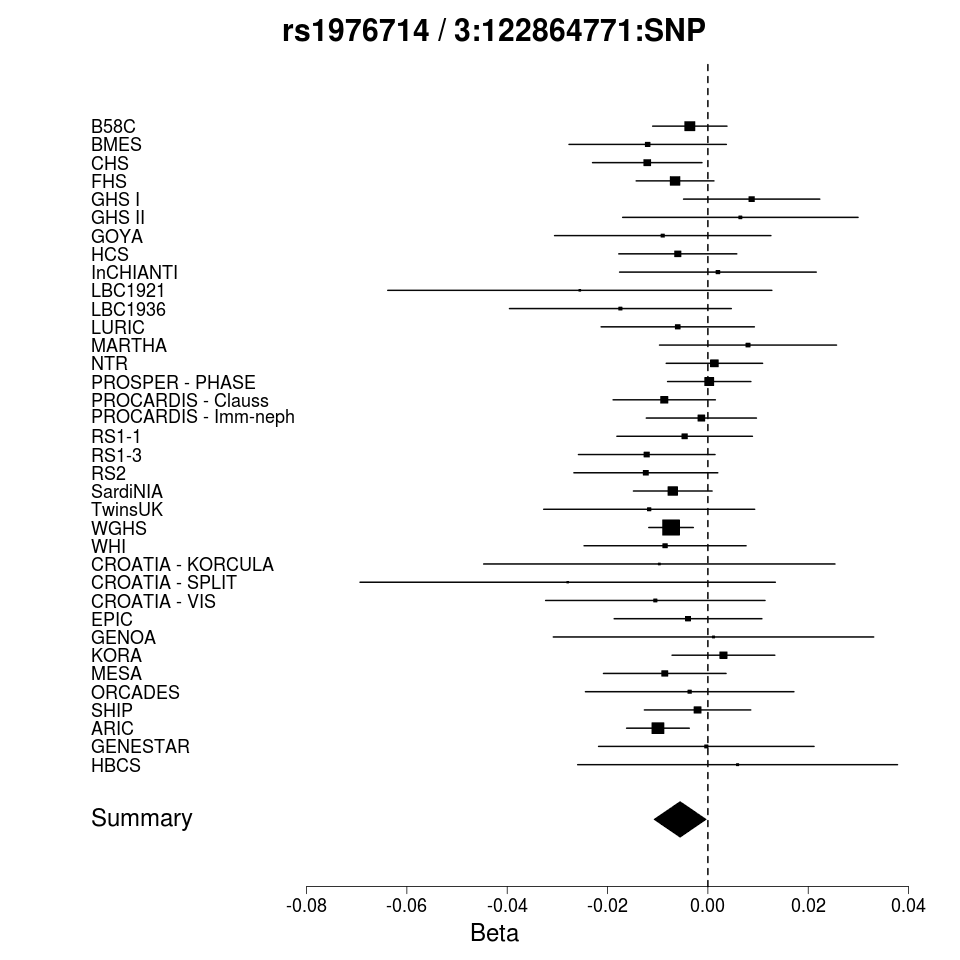 rs1976714 / 3:122864771:SNP
B58C
BMES
CHS
FHS
GHS I
GHS II
GOYA
HCS
InCHIANTI
LBC1921
LBC1936
LURIC
MARTHA
NTR
PROSPER - PHASE
PROCARDIS - Clauss
PROCARDIS - Imm-neph
RS1-1
RS1-3
RS2
SardiNIA
TwinsUK
WGHS
WHI
CROATIA - KORCULA
CROATIA - SPLIT
CROATIA - VIS
EPIC
GENOA
KORA
MESA
ORCADES
SHIP
ARIC
GENESTAR
HBCS
Summary
-0.08 -0.06 -0.04 -0.02 0.00 0.02 0.04
Beta